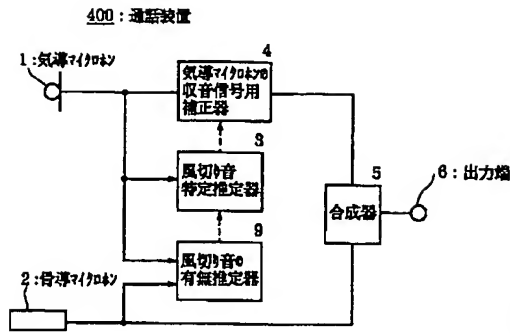 400：通話装置
1：気導マイクロホン
4
気導マイクロホンの
収音信号用
補正器
3
風切り音
特定推定器
5
合成器
6：出力端
9
風切り音の
有無推定器
2：骨導マイクロホン